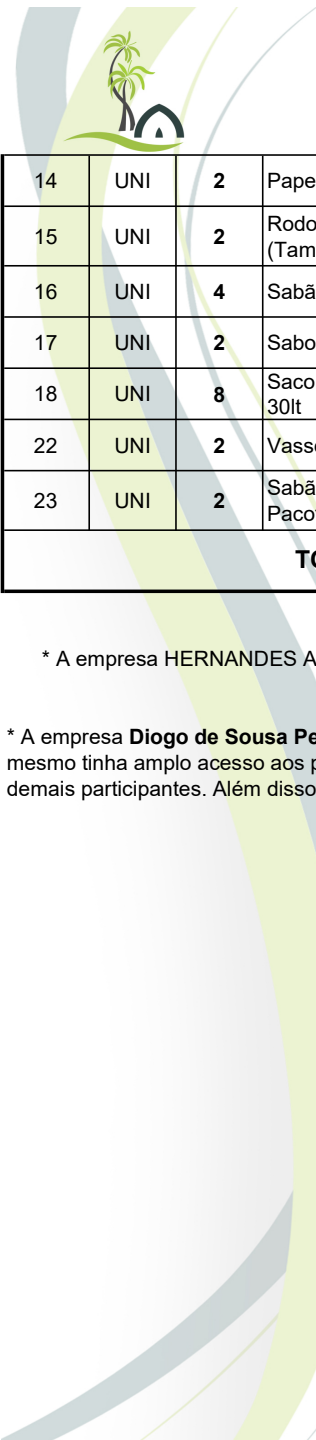 14 UNI 2 Pape
15 UNI 2 Rodo
(Tam
16 UNI 4 Sabã
17 UNI 2 Sabo
18 UNI 8 Saco
30lt
22 UNI 2 Vass
23 UNI 2 Sabã
Paco
TO
* A empresa HERNANDES A
* A empresa Diogo de Sousa Pe
mesmo tinha amplo acesso aos p
demais participantes. Além disso